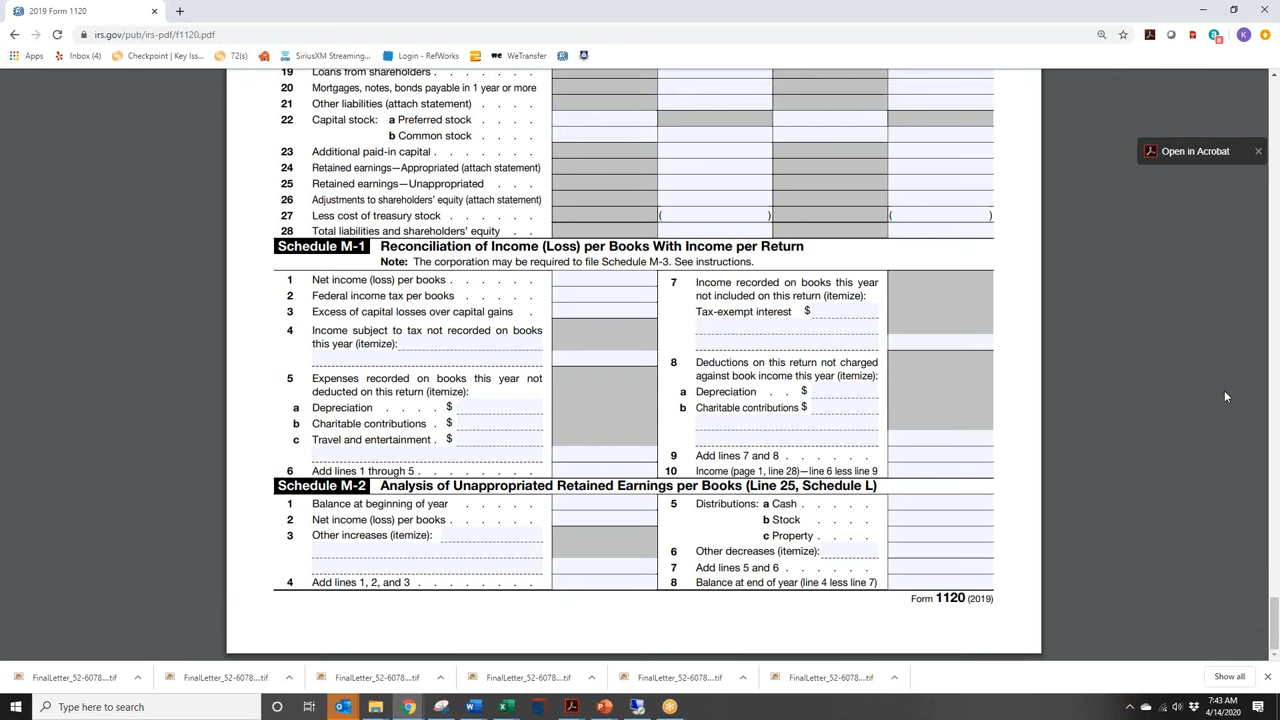 2019 Form 1120
irs.gov/pub/irs-pdf/f1120.pdf
K
Apps
Inbox (4)
Checkpoint | Key Iss...
72(s)
SiriusXM Streaming...
Login - RefWorks
WeTransfer
19 Loans from shareholders . . . . . . .
20 Mortgages, notes, bonds payable in 1 year or more
21 Other liabilities (attach statement) . . . .
22 Capital stock: a Preferred stock . . . .
b Common stock . . . .
23 Additional paid-in capital . . . . . . .
24 Retained earnings—Appropriated (attach statement)
25 Retained earnings—Unappropriated . . .
26 Adjustments to shareholders' equity (attach statement)
27 Less cost of treasury stock . . . . . . ( ) ( )
28 Total liabilities and shareholders' equity . . .
Open in Acrobat
Schedule M-1 Reconciliation of Income (Loss) per Books With Income per Return
Note: The corporation may be required to file Schedule M-3. See instructions.
1 Net income (loss) per books . . . . . .
2 Federal income tax per books . . . . .
3 Excess of capital losses over capital gains .
4 Income subject to tax not recorded on books
this year (itemize):
5 Expenses recorded on books this year not
deducted on this return (itemize):
a Depreciation . . . . $
b Charitable contributions . $
c Travel and entertainment . $
6 Add lines 1 through 5 . . . . . . . .
7 Income recorded on books this year
not included on this return (itemize):
Tax-exempt interest $
8 Deductions on this return not charged
against book income this year (itemize):
a Depreciation . . $
b Charitable contributions $
9 Add lines 7 and 8 . . . . . .
10 Income (page 1, line 28)—line 6 less line 9
Schedule M-2 Analysis of Unappropriated Retained Earnings per Books (Line 25, Schedule L)
1 Balance at beginning of year . . . . .
2 Net income (loss) per books . . . . . .
3 Other increases (itemize):
4 Add lines 1, 2, and 3 . . . . . . . .
5 Distributions: a Cash . . . . .
b Stock . . . .
c Property . . . .
6 Other decreases (itemize):
7 Add lines 5 and 6 . . . . . .
8 Balance at end of year (line 4 less line 7)
Form 1120 (2019)
FinalLetter_52-6078....tif
FinalLetter_52-6078....tif
FinalLetter_52-6078....tif
FinalLetter_52-6078....tif
FinalLetter_52-6078....tif
FinalLetter_52-6078....tif
Show all
Type here to search
7:43 AM
4/14/2020